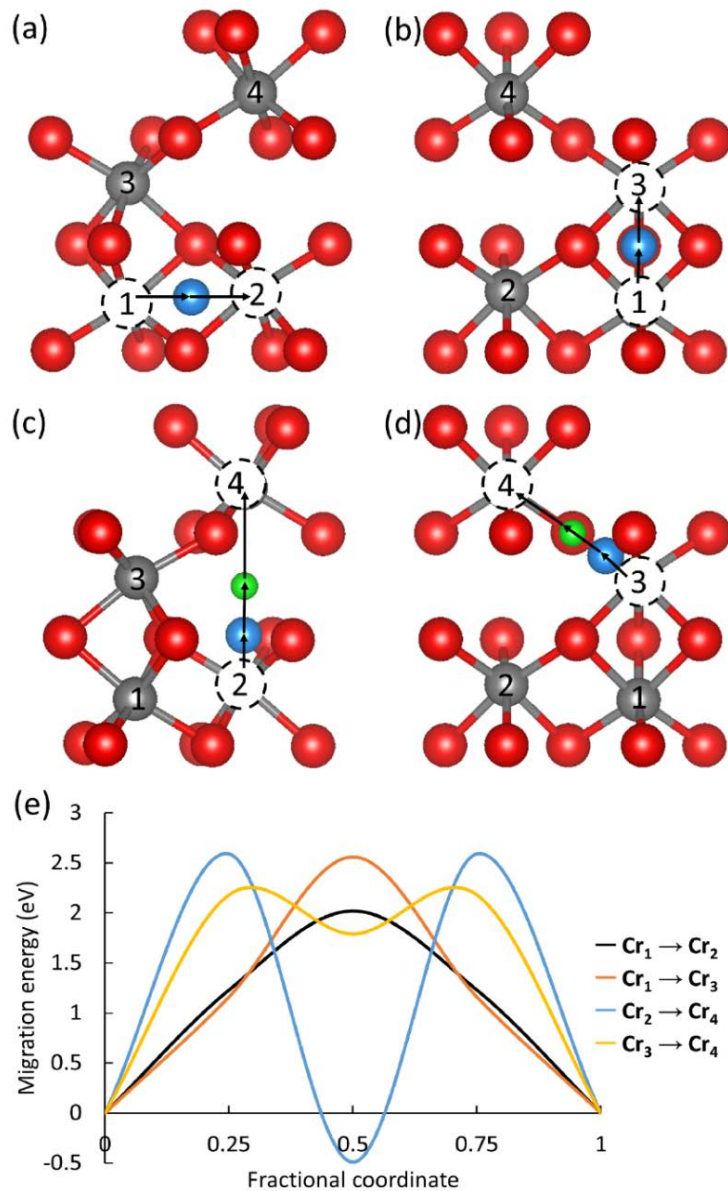 (a)
4
3
1
2
(b)
4
3
2
1
(c)
4
3
1
2
(d)
4
3
2
1
(e)
3
2.5
2
1.5
1
0.5
0
-0.5
Migration energy (eV)
0
0.25
0.5
0.75
1
Fractional coordinate
Cr₁ → Cr₂
Cr₁ → Cr₃
Cr₂ → Cr₄
Cr₃ → Cr₄